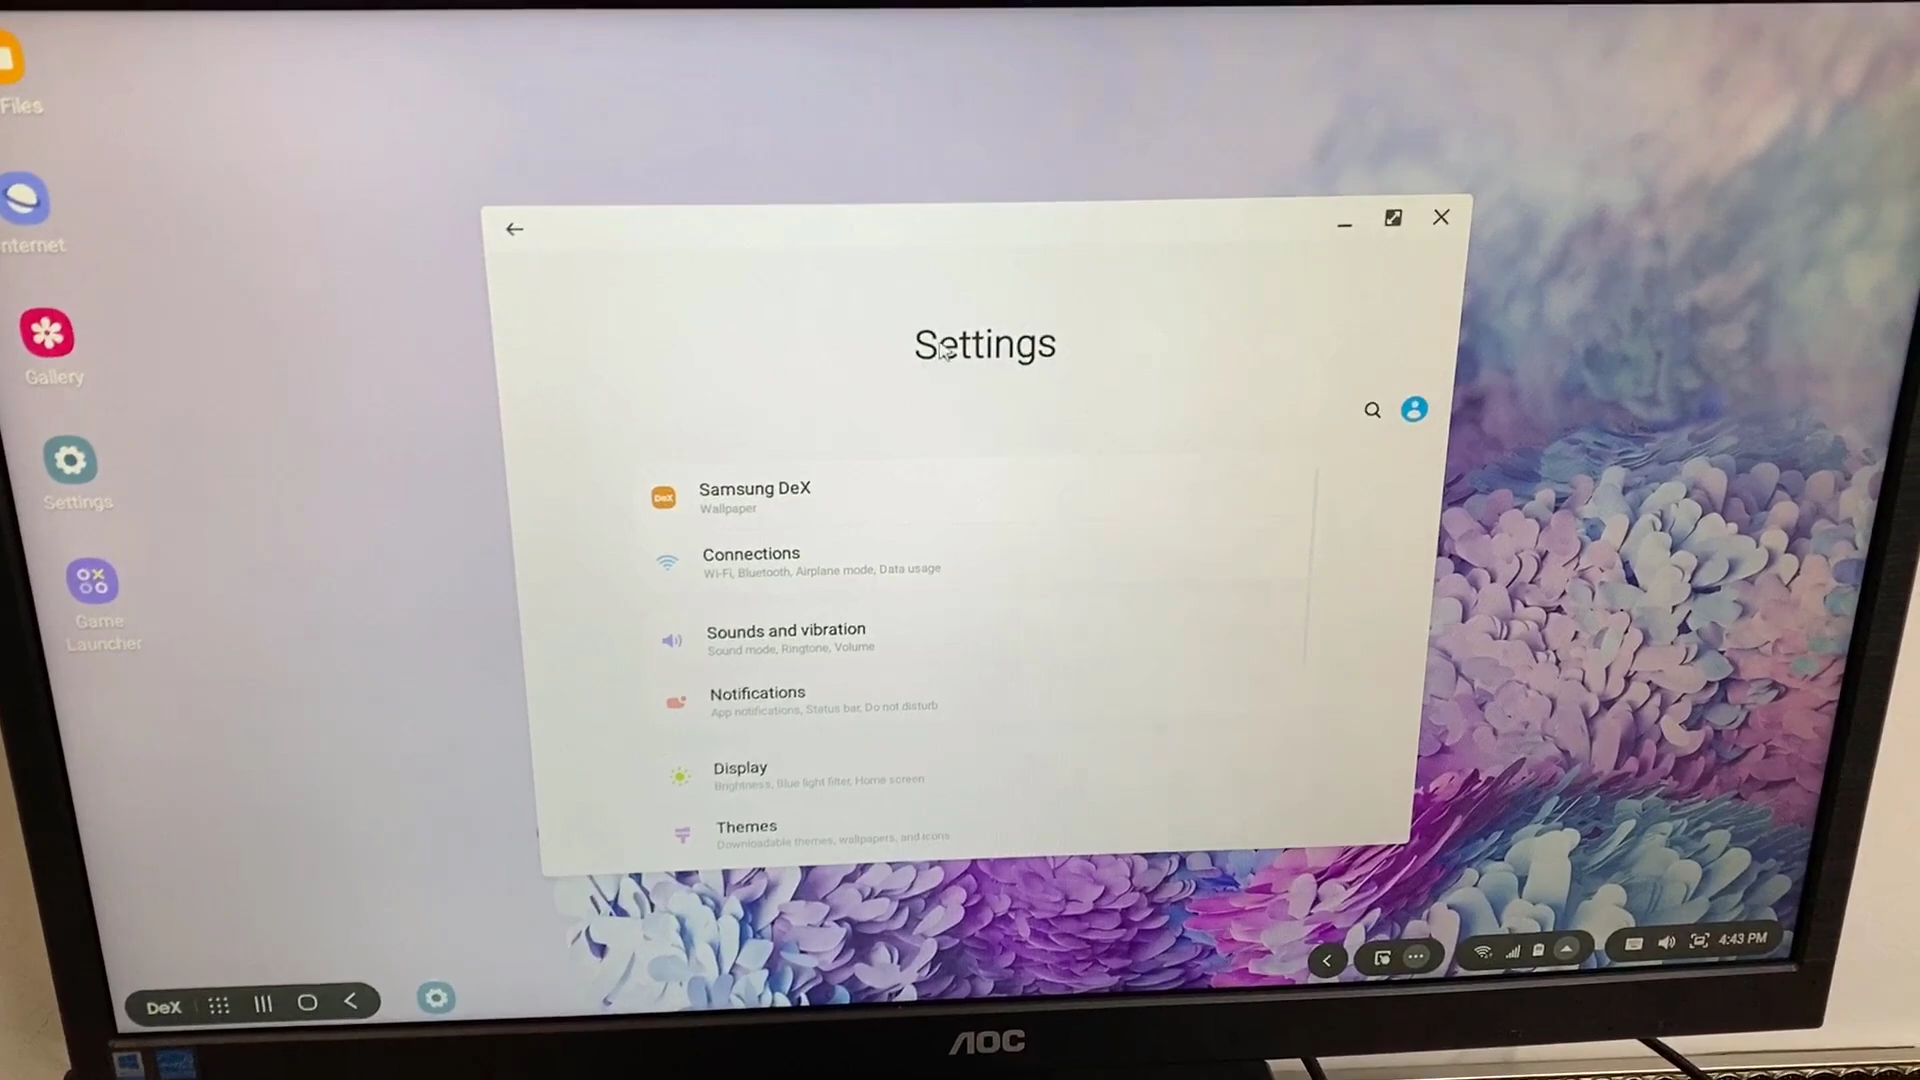 Files
nternet
Gallery
Settings
Game
Launcher
Settings
DeX
Samsung DeX
Wallpaper
Connections
Wi-Fi, Bluetooth, Airplane mode, Data usage
Sounds and vibration
Sound mode, Ringtone, Volume
Notifications
App notifications, Status bar, Do not disturb
Display
Brightness, Blue light filter, Home screen
Themes
Downloadable themes, wallpapers, and icons
DeX
4:43 PM
AOC